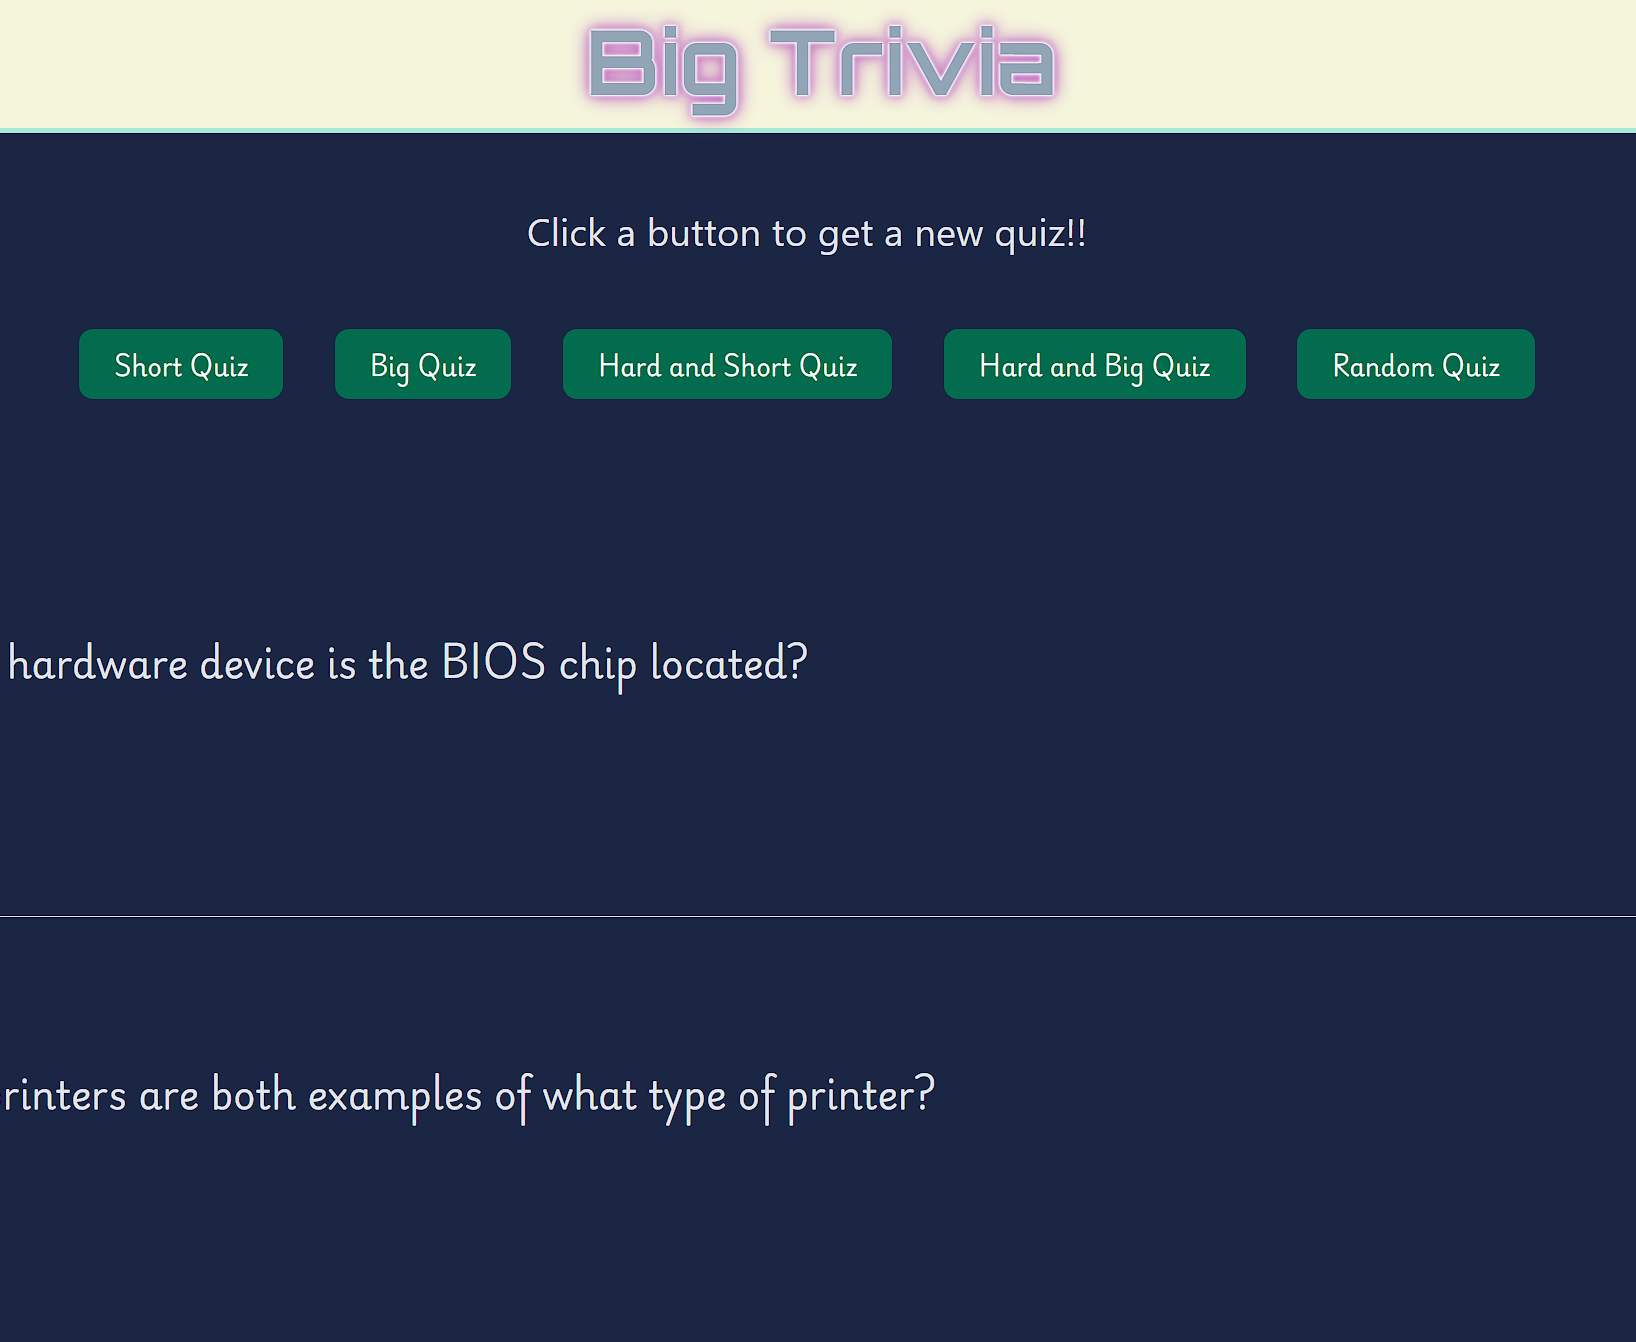 Big Trivia
Click a button to get a new quiz!!
Short Quiz
Big Quiz
Hard and Short Quiz
Hard and Big Quiz
Random Quiz
hardware device is the BIOS chip located?
rinters are both examples of what type of printer?